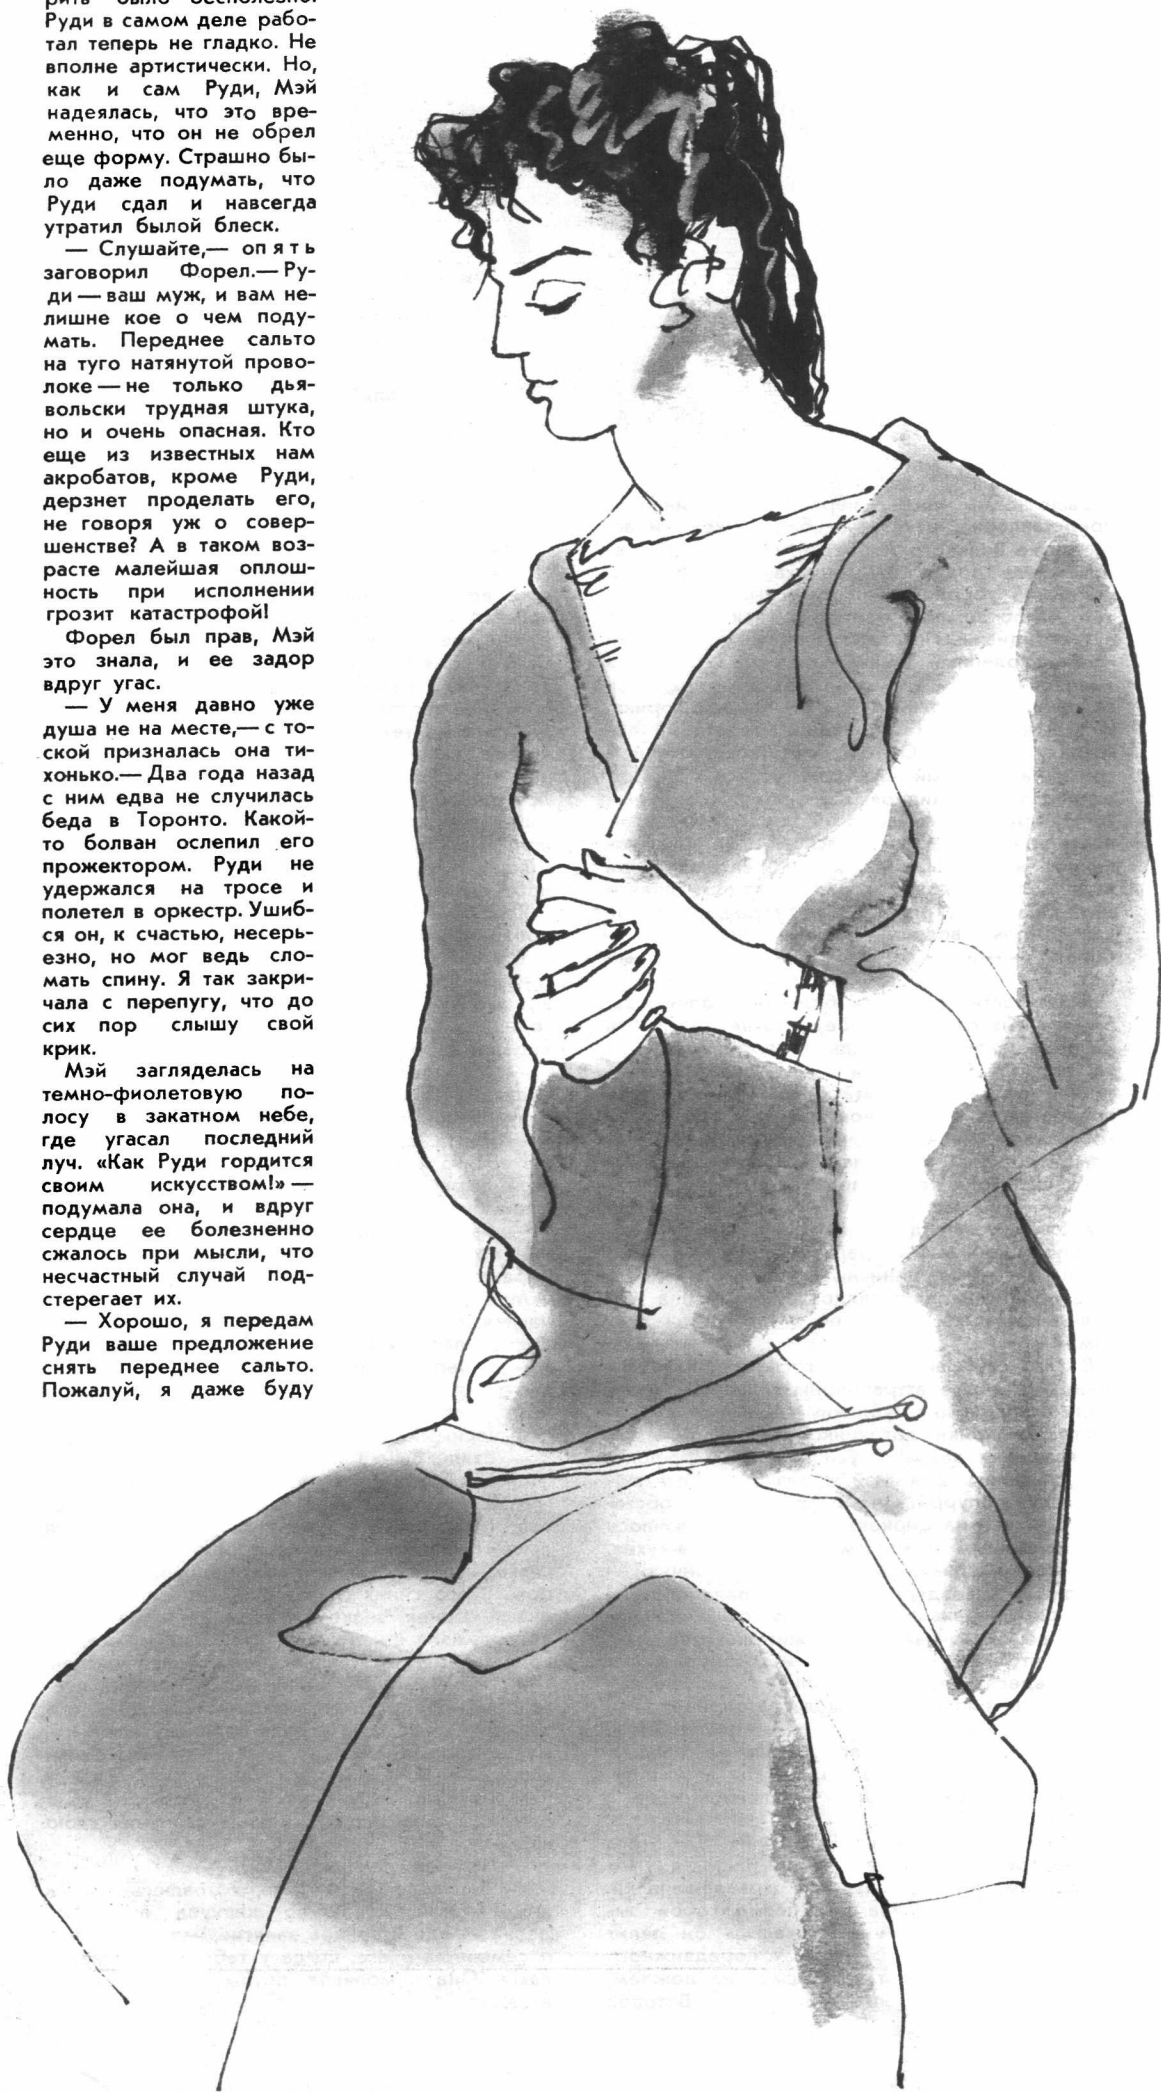 рить было бесполезно.
Руди в самом деле рабо-
тал теперь не гладко. Не
вполне артистически. Но,
как и сам Руди, Мэй
надеялась, что это вре-
менно, что он не обрел
еще форму. Страшно бы-
ло даже подумать, что
Руди сдал и навсегда
утратил былой блеск.
— Слушайте,— опять
заговорил Форел.— Ру-
ди — ваш муж, и вам не-
лишне кое о чем поду-
мать. Переднее сальто
на туго натянутой прово-
локе — не только дья-
вольски трудная штука,
но и очень опасная. Кто
еще из известных нам
акробатов, кроме Руди,
дерзнет проделать его,
не говоря уж о совер-
шенстве? А в таком воз-
расте малейшая оплош-
ность при исполнении
грозит катастрофой!
Форел был прав, Мэй
это знала, и ее задор
вдруг угас.
— У меня давно уже
душа не на месте,— с то-
ской призналась она ти-
хонько.— Два года назад
с ним едва не случилась
беда в Торонто. Какой-
то болван ослепил его
прожектором. Руди не
удержался на тросе и
полетел в оркестр. Ушиб-
ся он, к счастью, несерь-
езно, но мог ведь сло-
мать спину. Я так закри-
чала с перепугу, что до
сих пор слышу свой
крик.
Мэй загляделась на
темно-фиолетовую по-
лосу в закатном небе,
где угасал последний
луч. «Как Руди гордится
своим искусством!» —
подумала она, и вдруг
сердце ее болезненно
сжалось при мысли, что
несчастный случай под-
стерегает их.
— Хорошо, я передам
Руди ваше предложение
снять переднее сальто.
Пожалуй, я даже буду